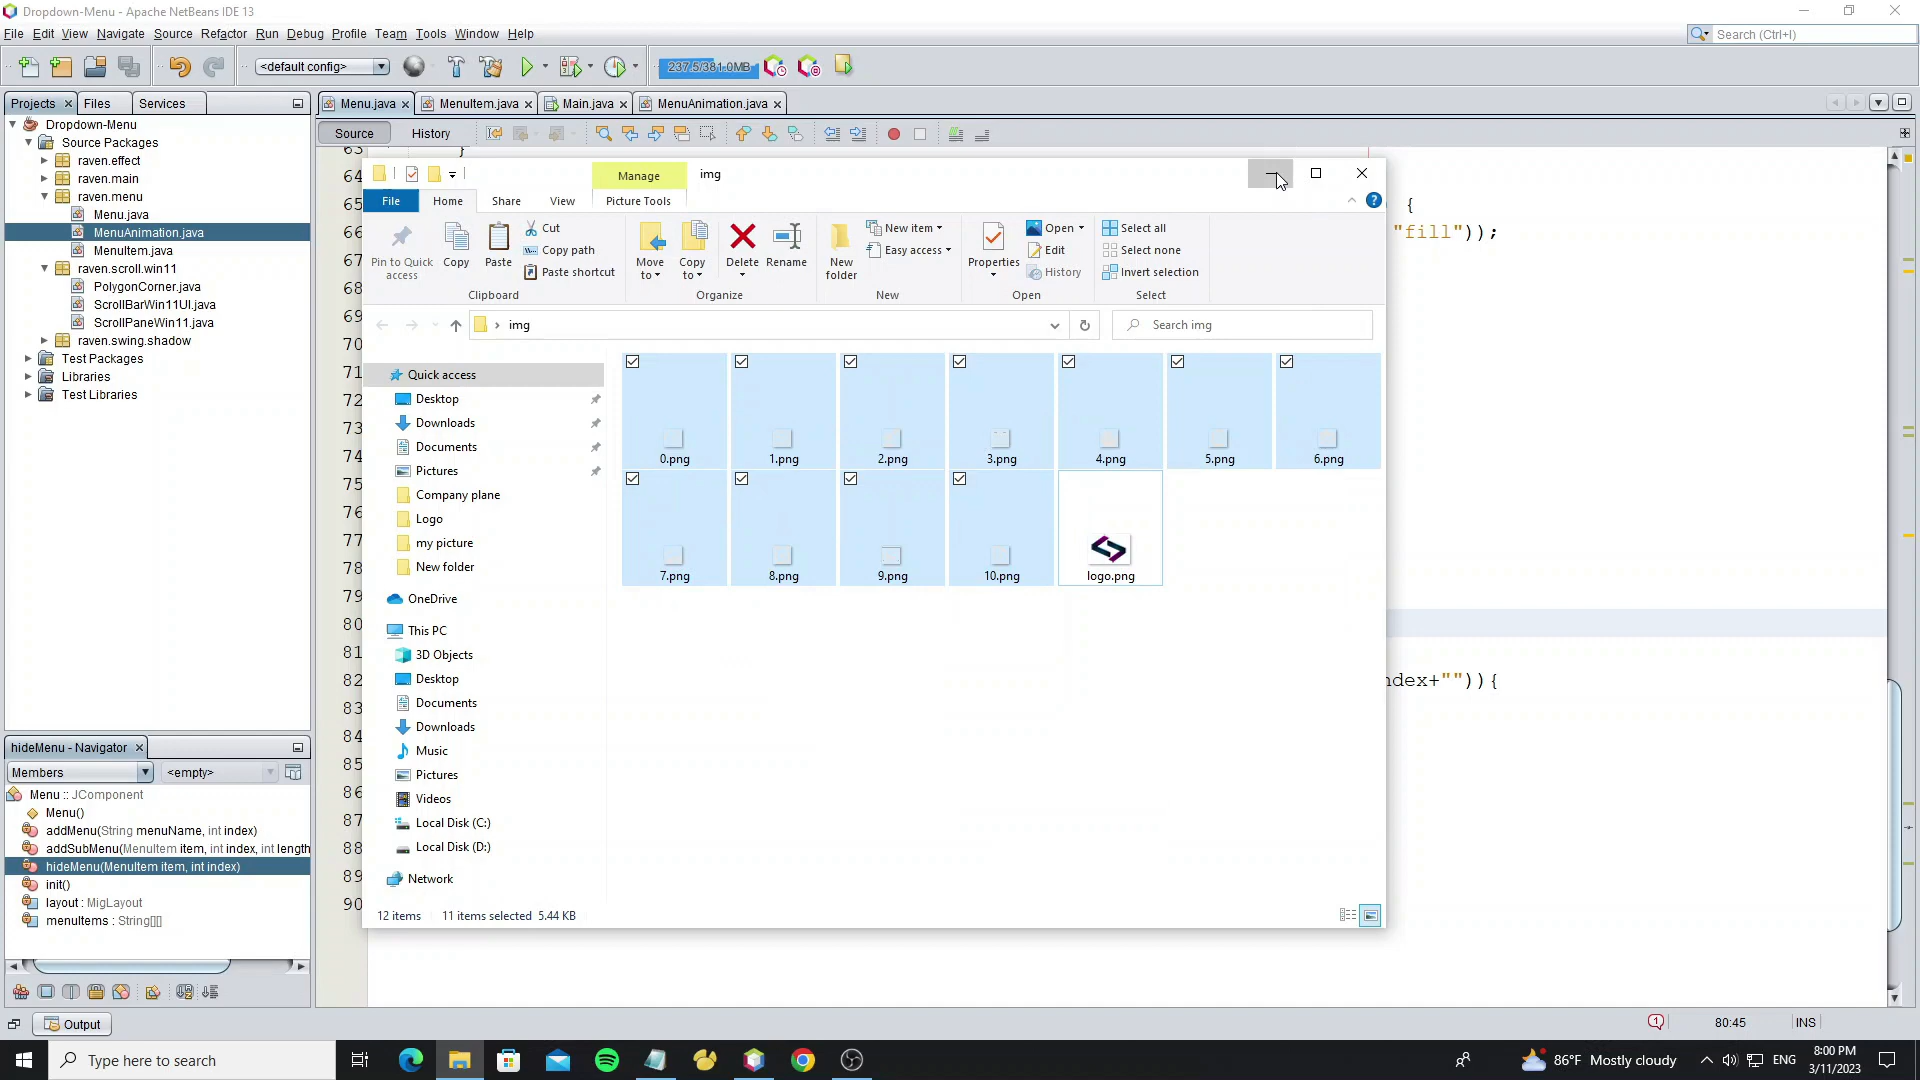 Dropdown-Menu - Apache NetBeans IDE 13
File Edit View Navigate Source Refactor Run Debug Profile Team Tools Window Help
Search (Ctrl+I)
<default config>
237.5/381.0MB
Projects Files Services
Menu.java MenuItem.java Main.java MenuAnimation.java
Source History
Dropdown-Menu
Source Packages
raven.effect
raven.main
raven.menu
Menu.java
MenuAnimation.java
MenuItem.java
raven.scroll.win11
PolygonCorner.java
ScrollBarWin11UI.java
ScrollPaneWin11.java
raven.swing.shadow
Test Packages
Libraries
Test Libraries
hideMenu - Navigator
Members <empty>
Menu :: JComponent
Menu()
addMenu(String menuName, int index)
addSubMenu(MenuItem item, int index, int length
hideMenu(MenuItem item, int index)
init()
layout : MigLayout
menuItems : String[][]
63 }
64
65 {
66 "fill"));
67
68
69
70
71
72
73
74
75
76
77
78
79
80
81
82 ndex+"")){
83
84
85
86
87
88
89
90
Manage img
File Home Share View Picture Tools
Pin to Quick access
Copy
Paste
Cut
Copy path
Paste shortcut
Clipboard
Move to
Copy to
Delete
Rename
Organize
New folder
New item
Easy access
New
Properties
Open
Edit
History
Open
Select all
Select none
Invert selection
Select
img
Search img
Quick access
Desktop
Downloads
Documents
Pictures
Company plane
Logo
my picture
New folder
OneDrive
This PC
3D Objects
Desktop
Documents
Downloads
Music
Pictures
Videos
Local Disk (C:)
Local Disk (D:)
Network
0.png 1.png 2.png 3.png 4.png 5.png 6.png
7.png 8.png 9.png 10.png logo.png
12 items 11 items selected 5.44 KB
Output
1 80:45 INS
Type here to search
86°F Mostly cloudy
ENG
8:00 PM
3/11/2023